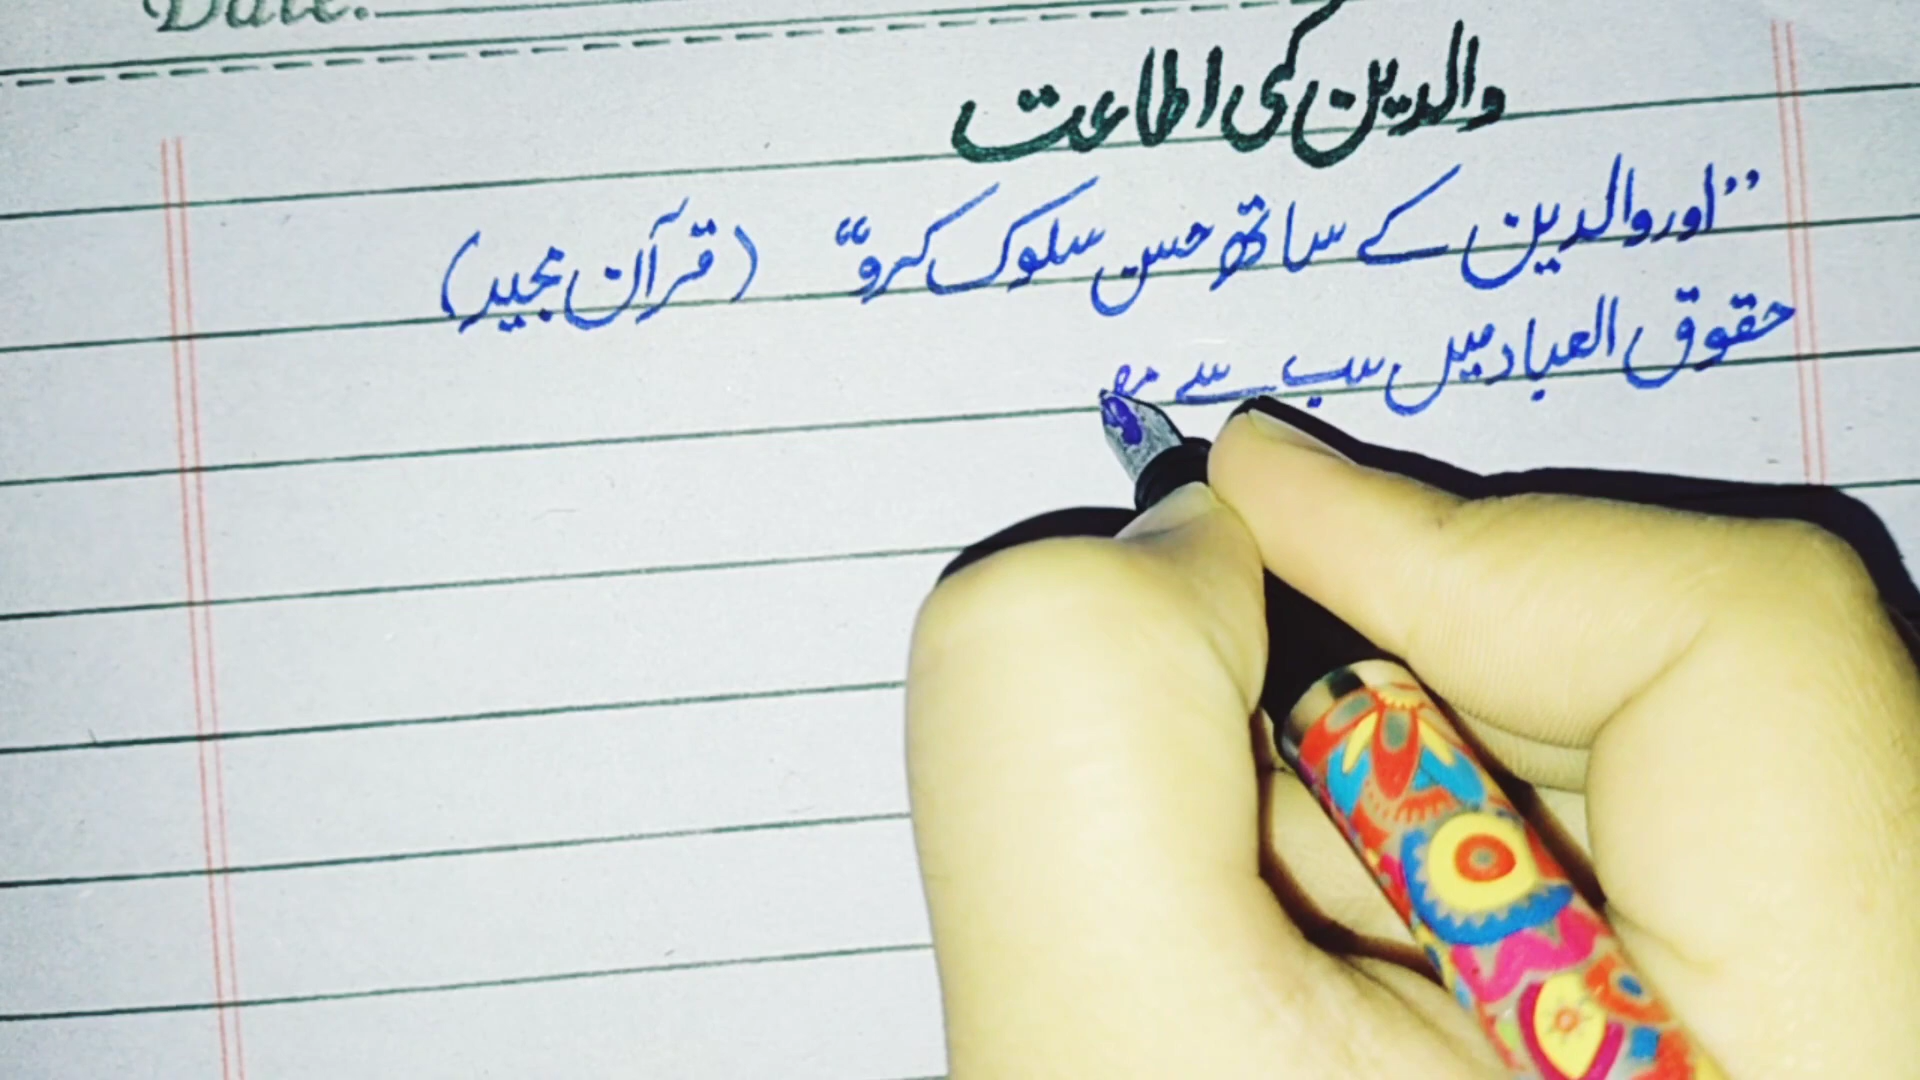 Date.
والدین کی اطاعت
”اور والدین کے ساتھ حسن سلوک کرو“ (قرآن مجید)
حقوق العباد میں سب سے